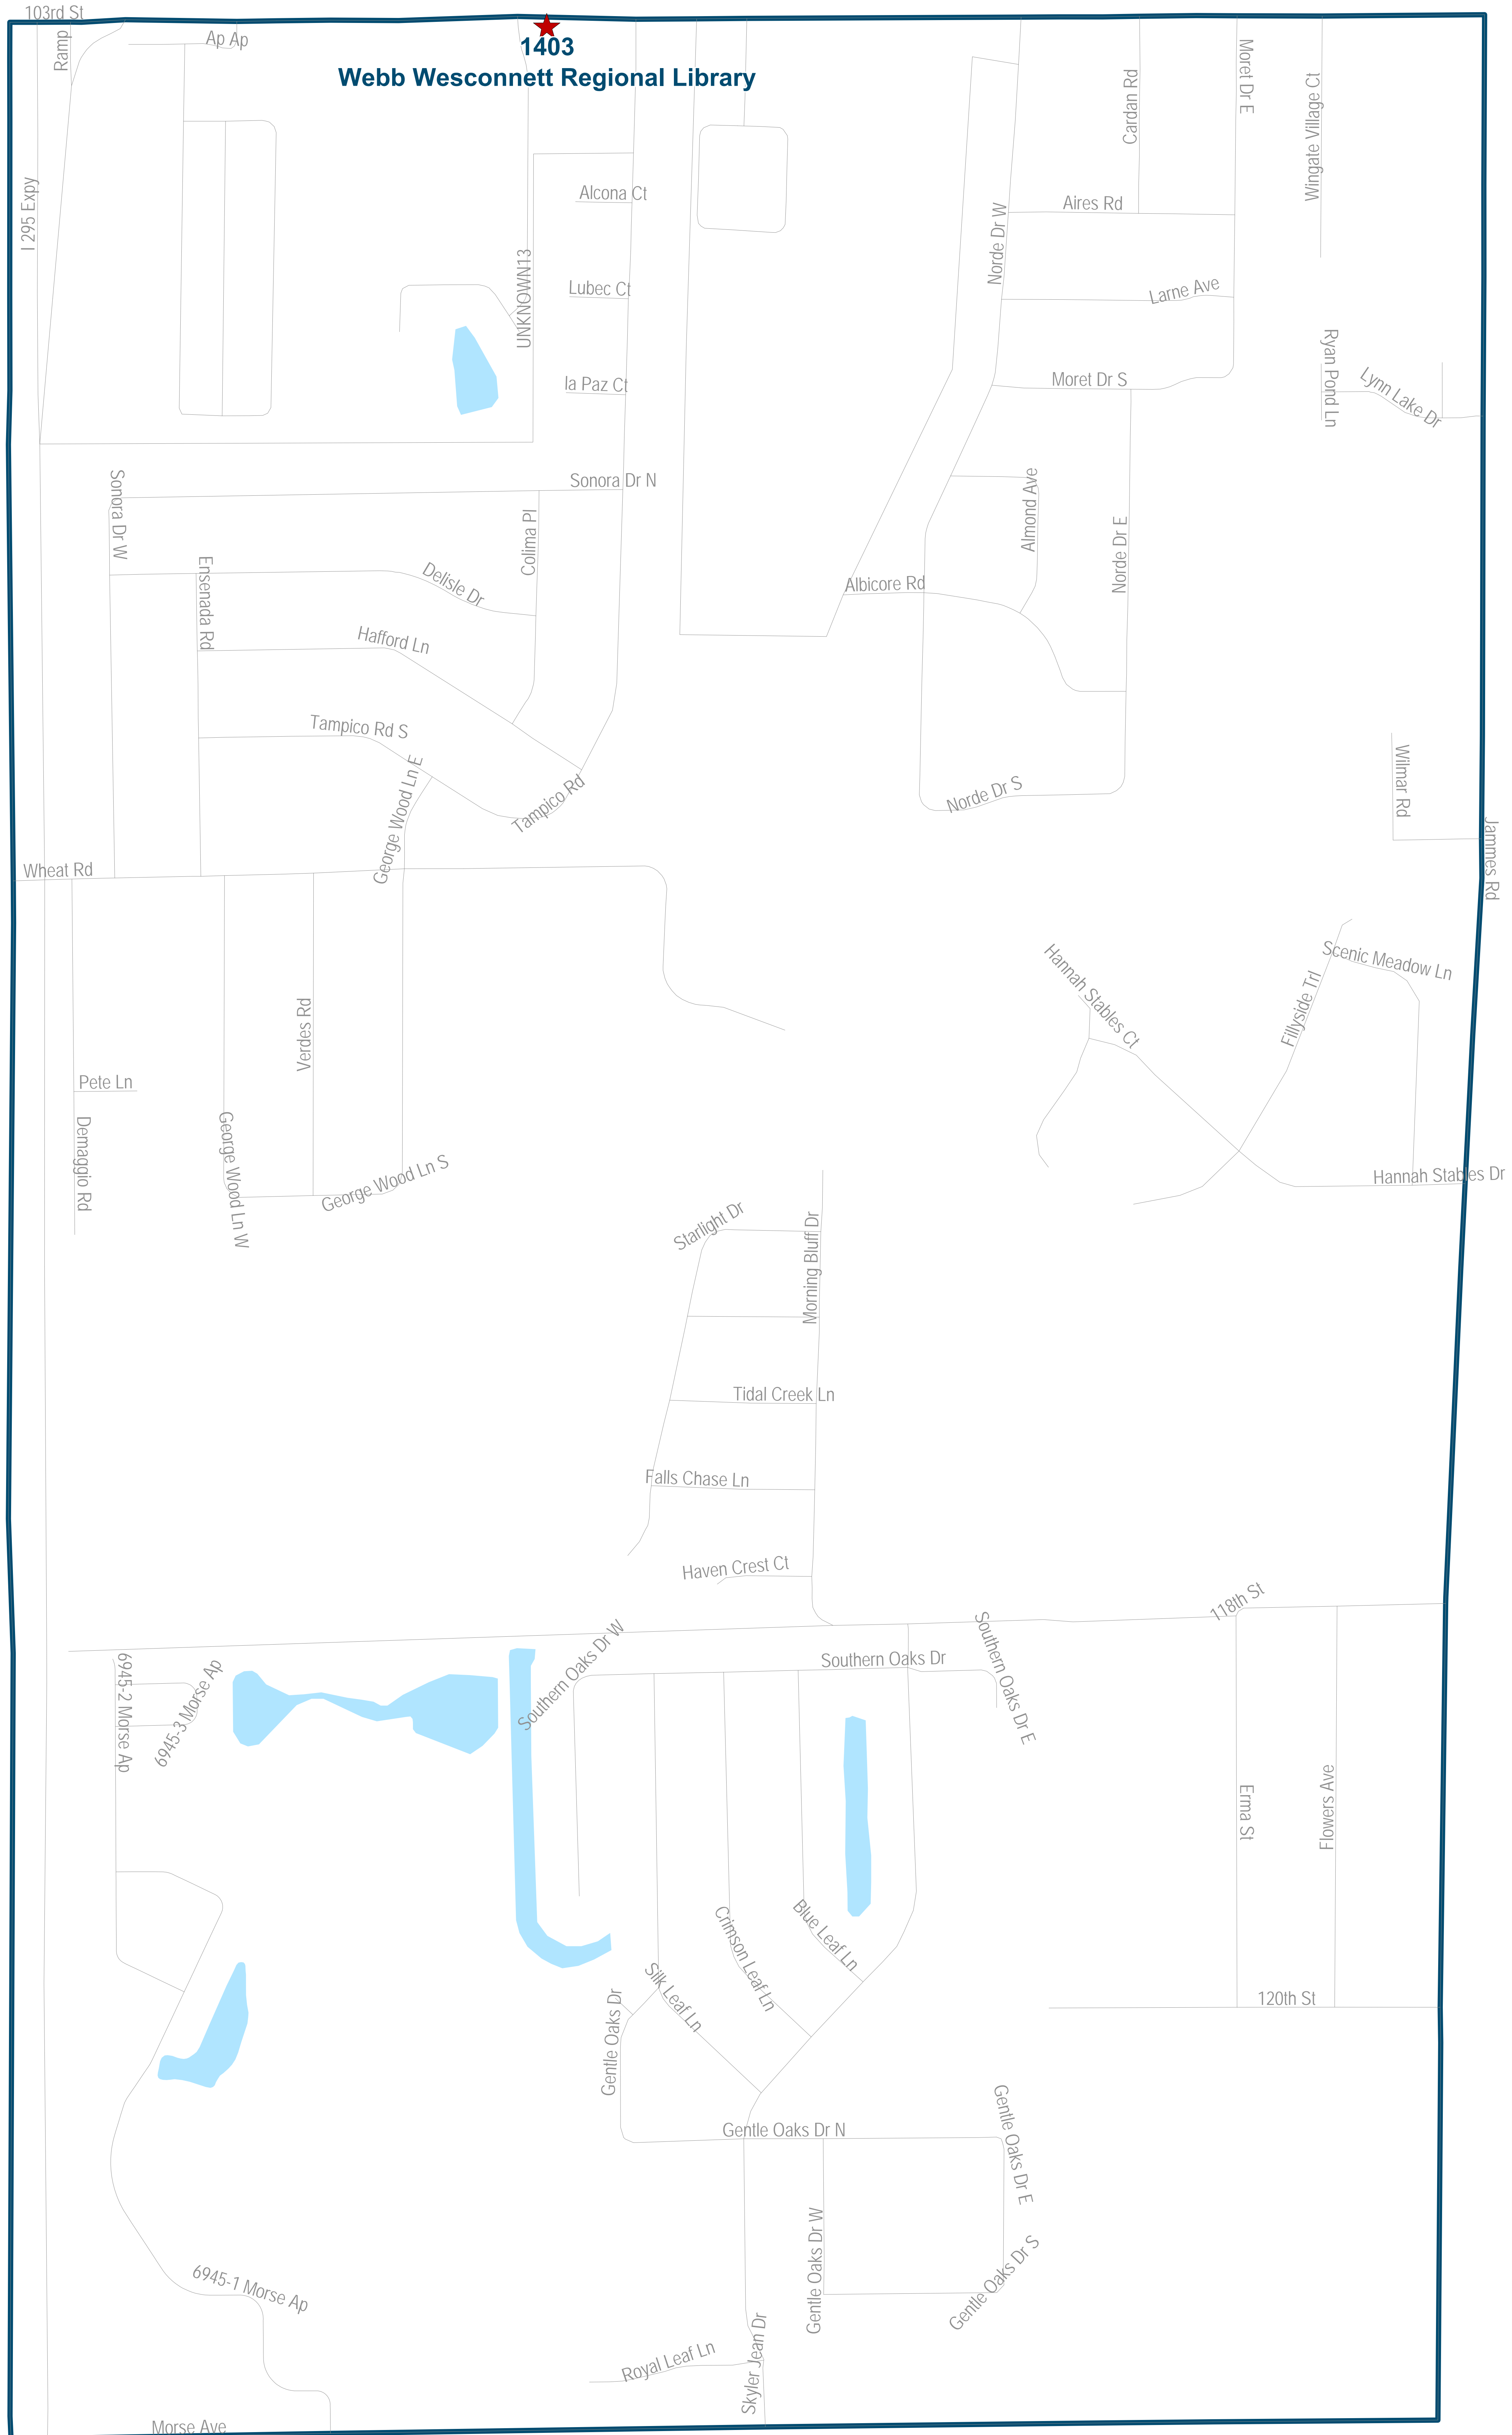 103rd St
Ramp
Ap Ap
1403
Webb Wesconnett Regional Library
Cardan Rd
Moret Dr E
Wingate Village Ct
I 295 Expy
Alcona Ct
Aires Rd
Norde Dr W
UNKNOWN13
Lubec Ct
Larne Ave
la Paz Ct
Moret Dr S
Ryan Pond Ln
Lynn Lake Dr
Sonora Dr W
Sonora Dr N
Colima Pl
Almond Ave
Norde Dr E
Ensenada Rd
Delisle Dr
Albicore Rd
Hafford Ln
Tampico Rd S
George Wood Ln E
Tampico Rd
Norde Dr S
Wilmar Rd
Jammes Rd
Wheat Rd
Hannah Stables Ct
Scenic Meadow Ln
Fillyside Trl
Verdes Rd
Pete Ln
Demaggio Rd
George Wood Ln W
George Wood Ln S
Hannah Stables Dr
Starlight Dr
Morning Bluff Dr
Tidal Creek Ln
Falls Chase Ln
Haven Crest Ct
118th St
Southern Oaks Dr W
Southern Oaks Dr
Southern Oaks Dr E
6945-2 Morse Ap
6945-3 Morse Ap
Erma St
Flowers Ave
Crimson Leaf Ln
Blue Leaf Ln
Silk Leaf Ln
Gentle Oaks Dr
120th St
Gentle Oaks Dr N
Gentle Oaks Dr E
Gentle Oaks Dr W
Gentle Oaks Dr S
6945-1 Morse Ap
Royal Leaf Ln
Skyler Jean Dr
Morse Ave